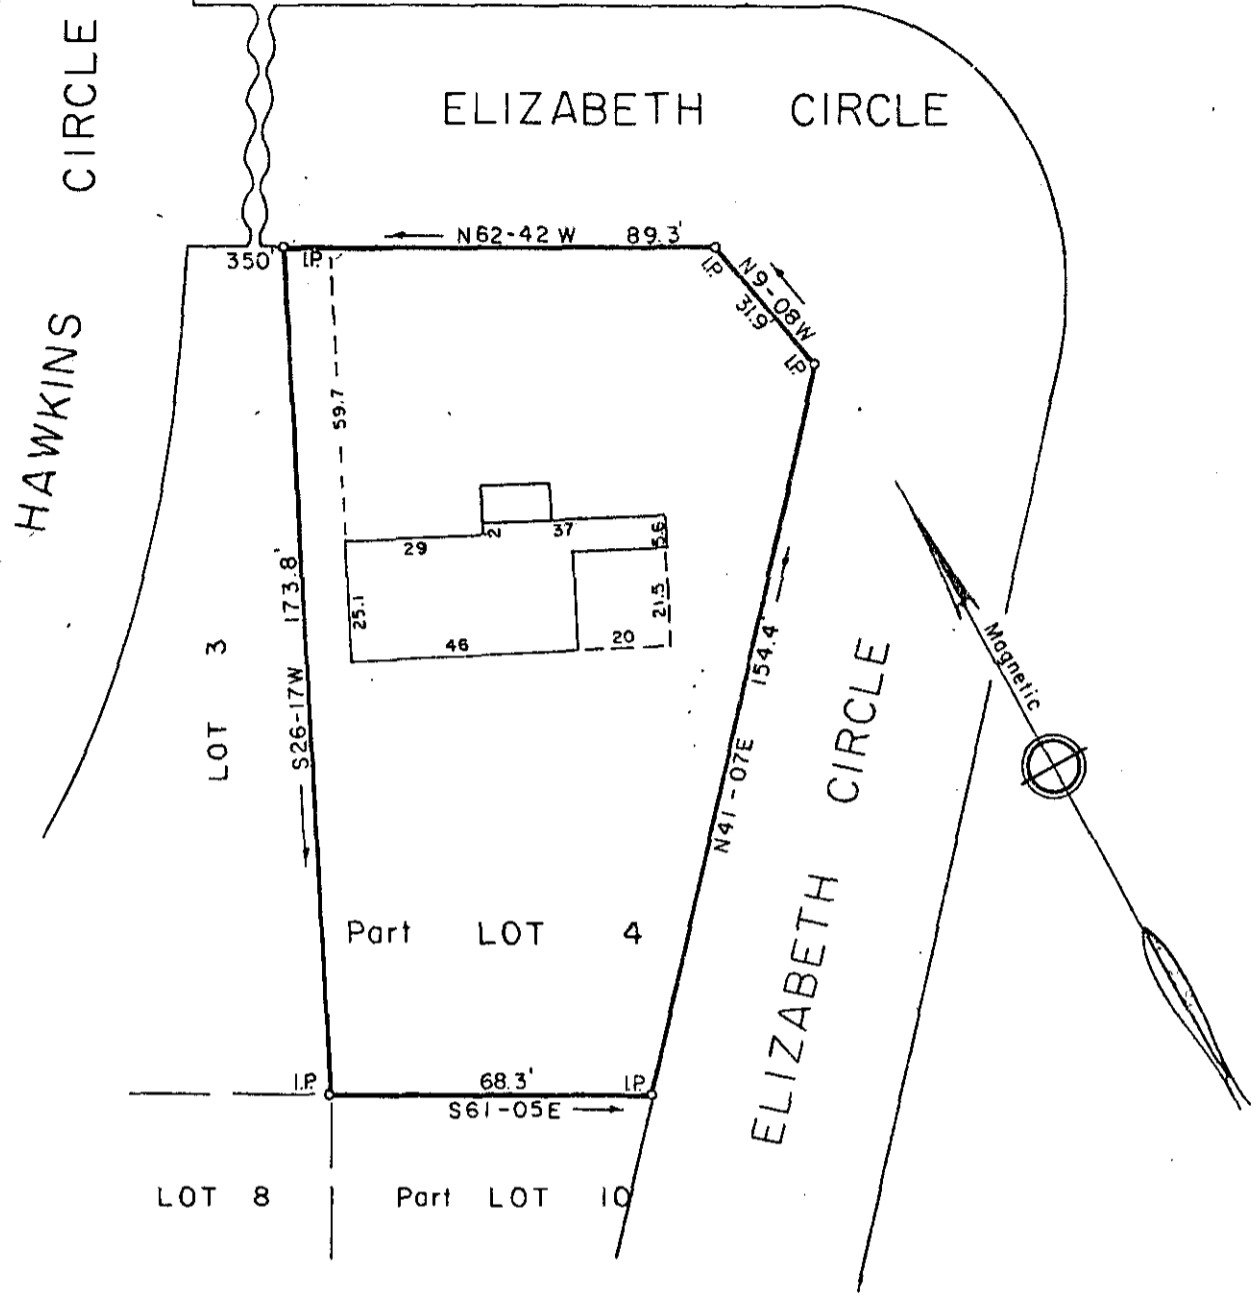 ELIZABETH CIRCLE
HAWKINS CIRCLE
N62-42 W 89.3'
350'
I.P.
I.P.
N9-08W
31.9'
I.P.
59.7
29
2
37
5.6
25.1
21.5
46
20
173.8'
S26-17W
LOT 3
N41-07E 154.4'
ELIZABETH CIRCLE
Magnetic
Part LOT 4
I.P.
68.3'
I.P.
S61-05E
LOT 8
Part LOT 10